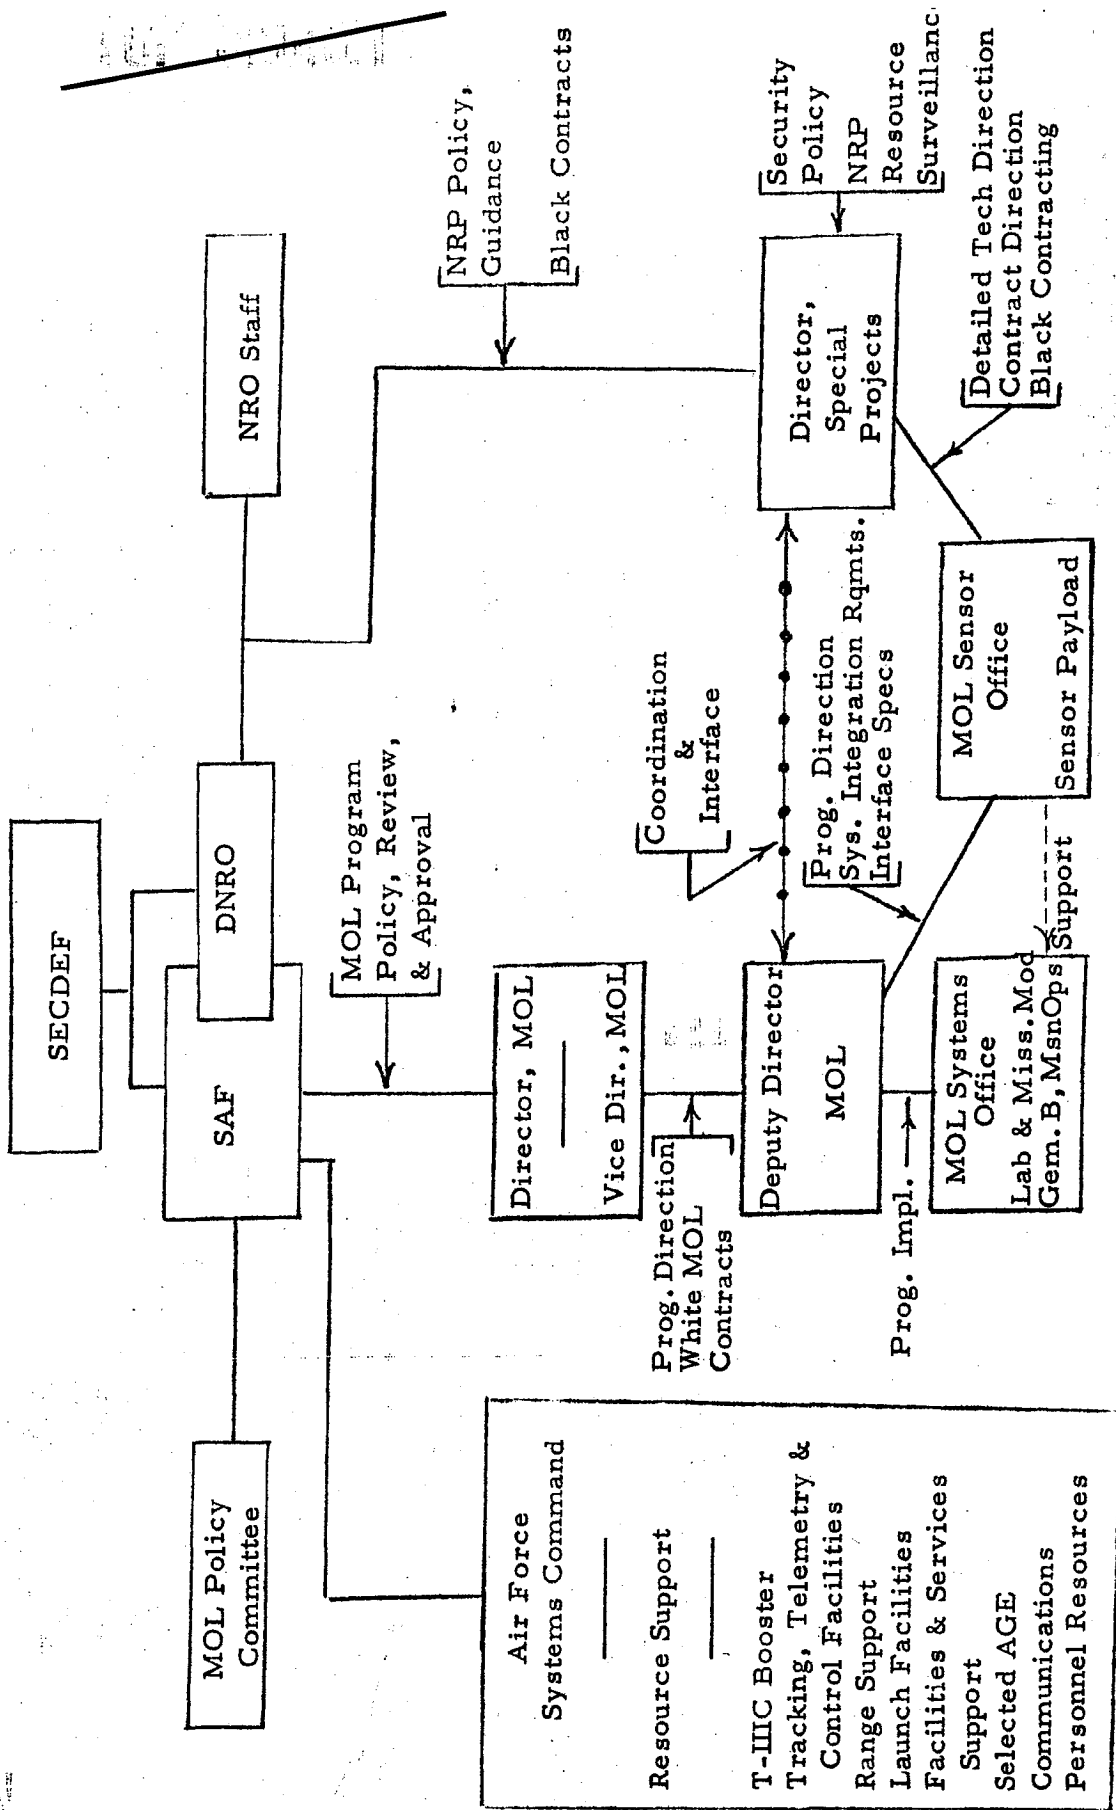 SECDEF
SAF
DNRO
NRO Staff
MOL Policy
Committee
MOL Program
Policy, Review,
& Approval
NRP Policy,
Guidance
Black Contracts
Air Force
Systems Command
Resource Support
T-IIIC Booster
Tracking, Telemetry &
Control Facilities
Range Support
Launch Facilities
Facilities & Services
Support
Selected AGE
Communications
Personnel Resources
Director, MOL
Vice Dir., MOL
Prog. Direction
White MOL
Contracts
Coordination
&
Interface
Deputy Director
MOL
Director,
Special
Projects
Security
Policy
NRP
Resource
Surveillanc
Prog. Direction
Sys. Integration Rqmts.
Interface Specs
Prog. Impl.
Detailed Tech Direction
Contract Direction
Black Contracting
MOL Systems
Office
Lab & Miss.Mod
Gem. B, MsnOps
Support
MOL Sensor
Office
Sensor Payload